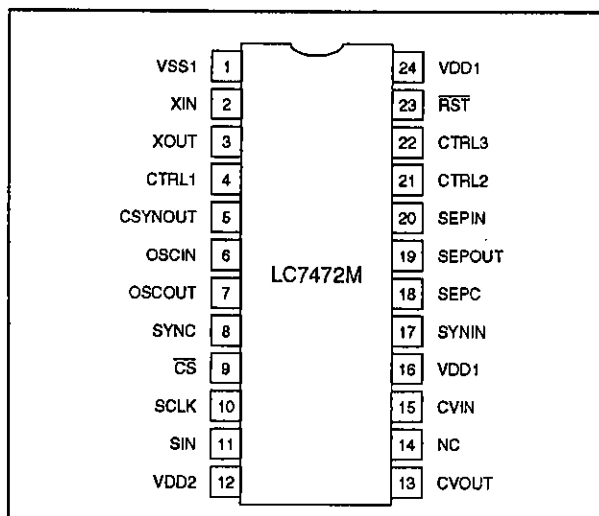 VSS1 1 24 VDD1
XIN 2 23 RST
XOUT 3 22 CTRL3
CTRL1 4 21 CTRL2
CSYNOUT 5 20 SEPIN
OSCIN 6 19 SEPOUT
LC7472M
OSCOUT 7 18 SEPC
SYNC 8 17 SYNIN
CS 9 16 VDD1
SCLK 10 15 CVIN
SIN 11 14 NC
VDD2 12 13 CVOUT